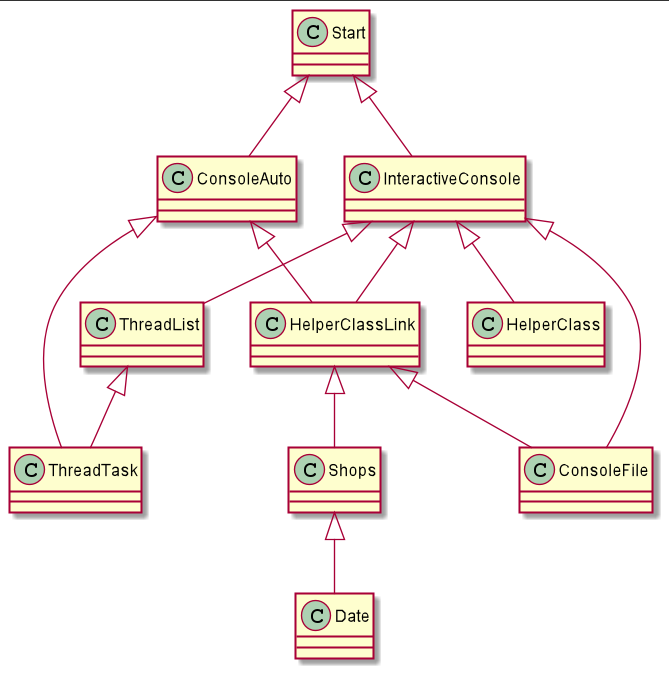 C Start
C ConsoleAuto
C InteractiveConsole
C ThreadList
C HelperClassLink
C HelperClass
C ThreadTask
C Shops
C ConsoleFile
C Date